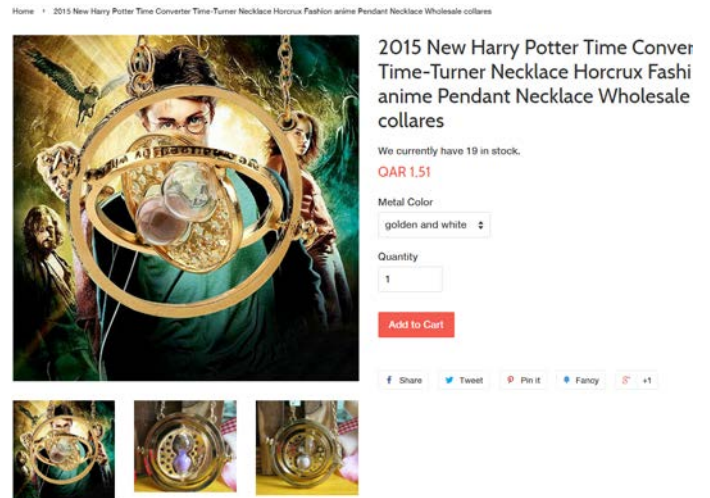 Home › 2015 New Harry Potter Time Converter Time-Turner Necklace Horcrux Fashion anime Pendant Necklace Wholesale collares
2015 New Harry Potter Time Conver
Time-Turner Necklace Horcrux Fashi
anime Pendant Necklace Wholesale
collares
We currently have 19 in stock.
QAR 1.51
Metal Color
golden and white
Quantity
1
Add to Cart
Share Tweet Pin it Fancy +1